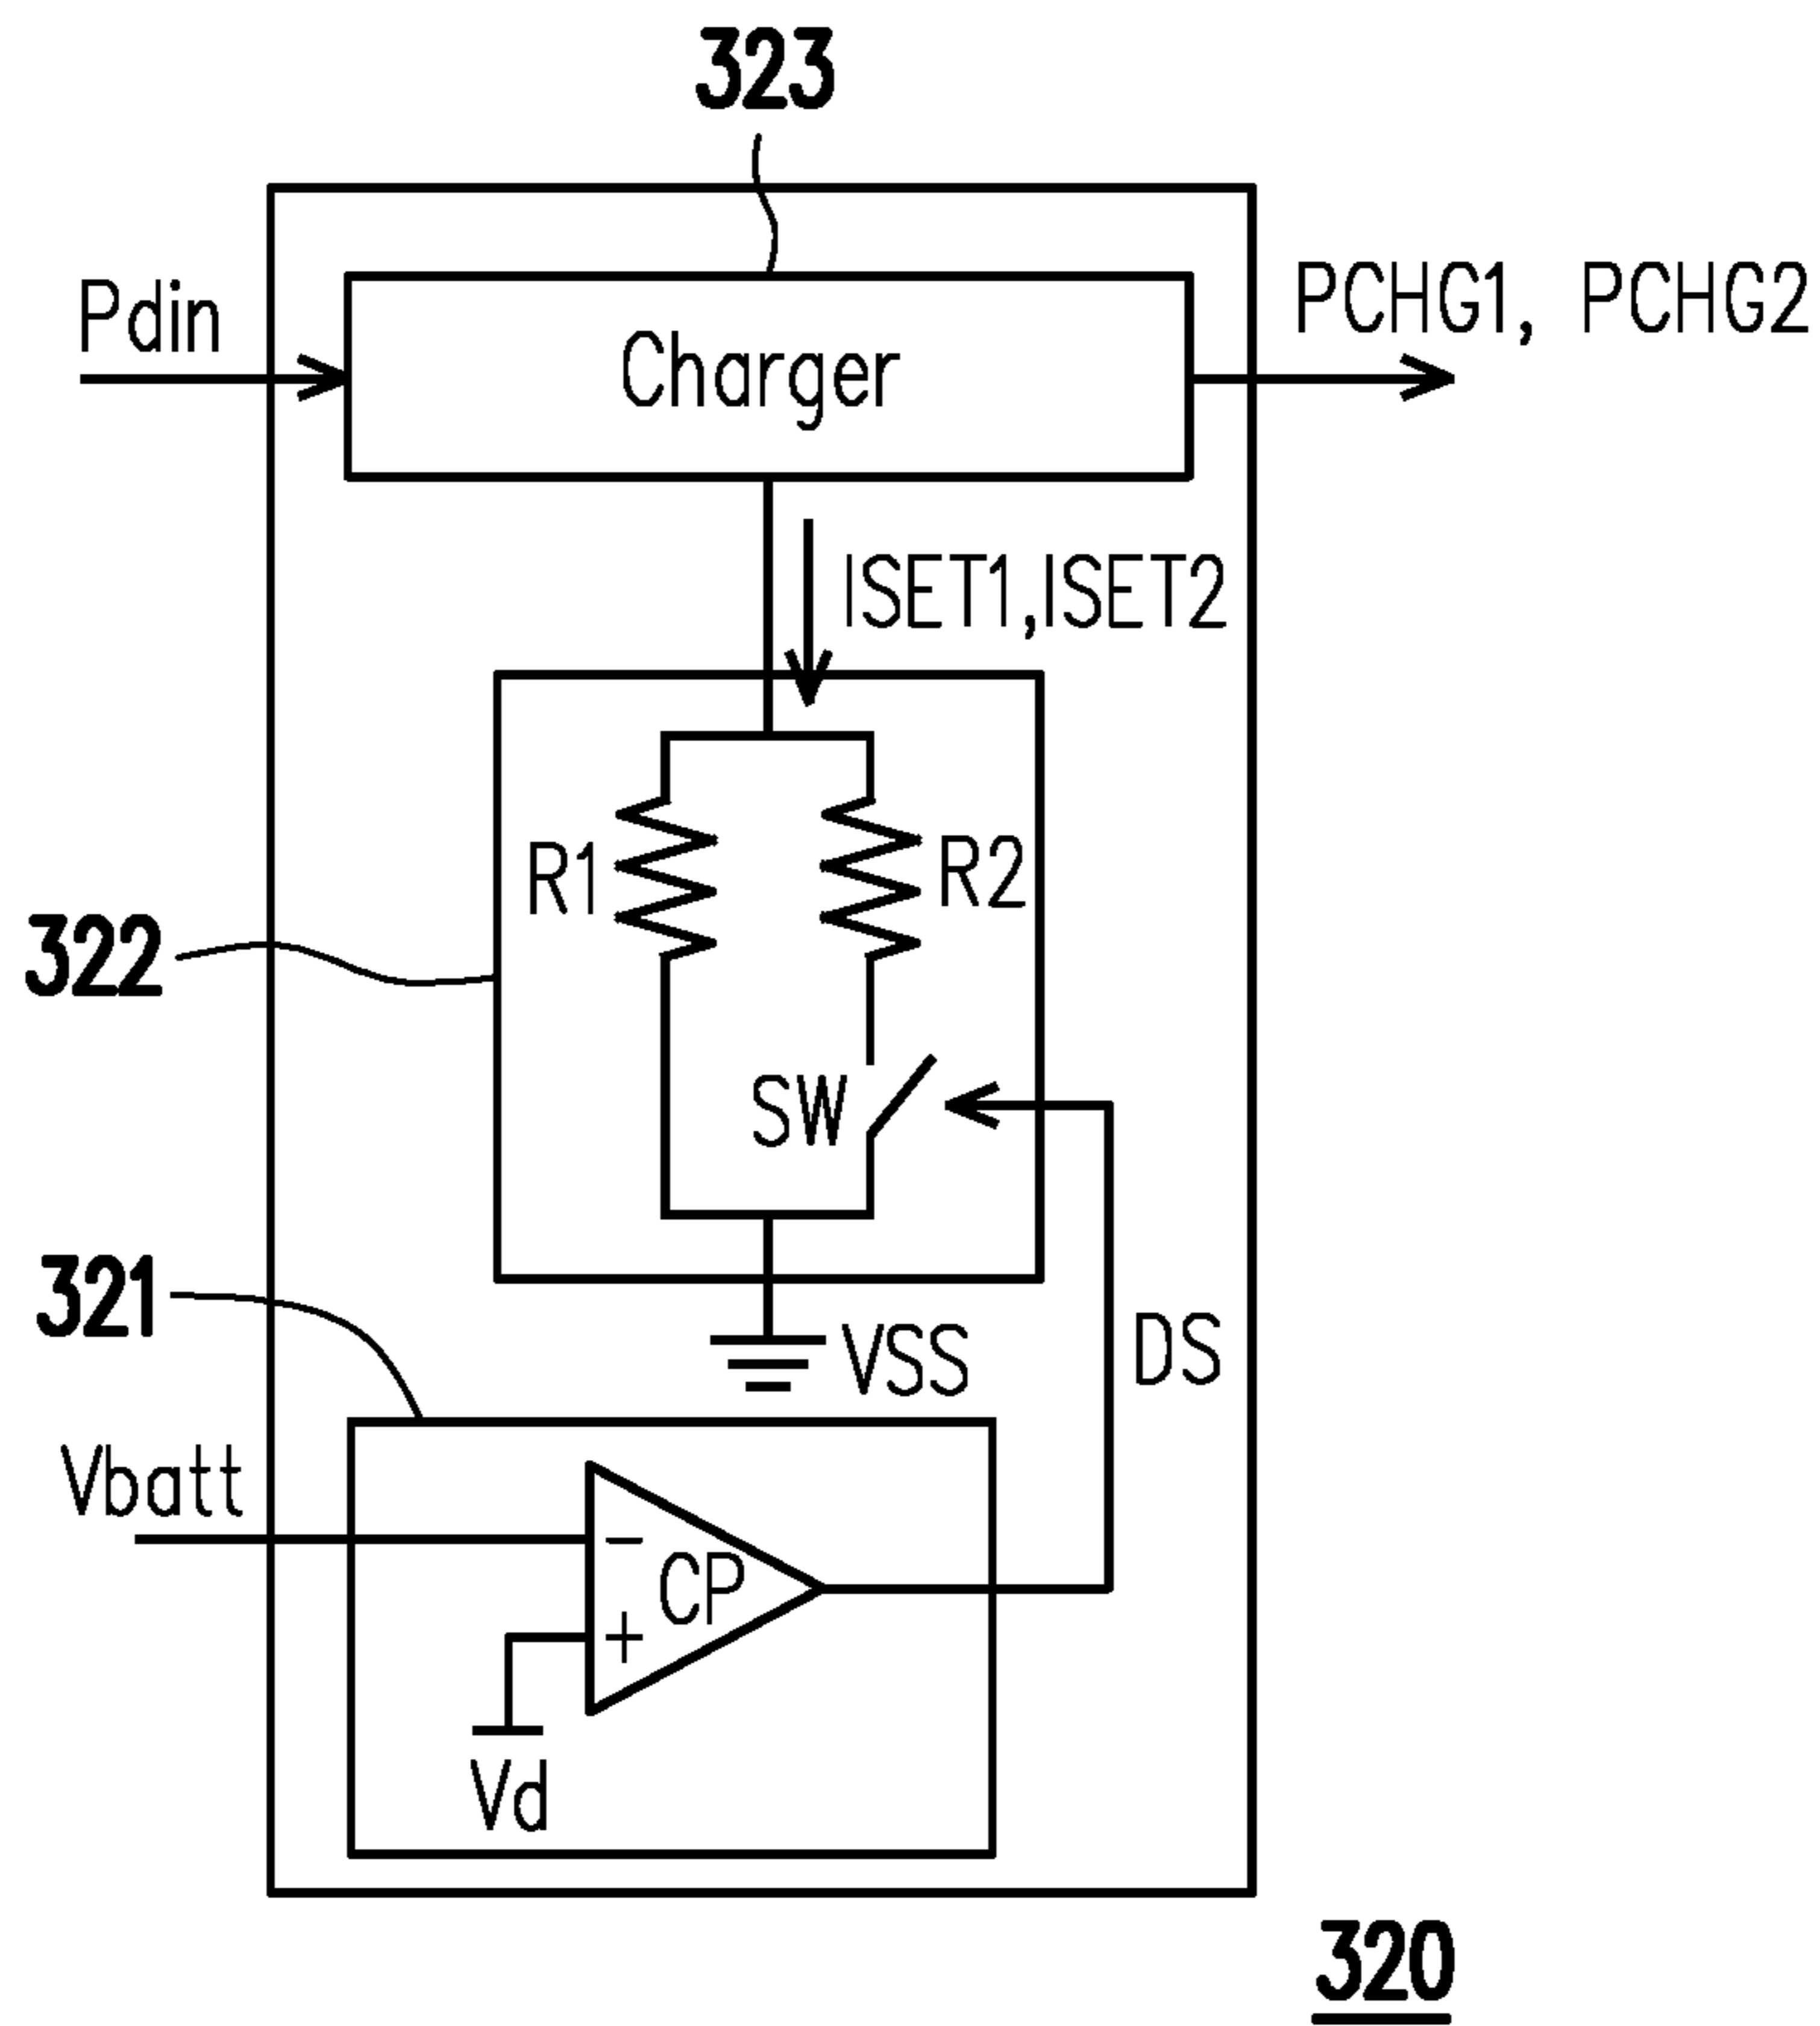 323
Pdin
PCHG1, PCHG2
Charger
ISET1,ISET2
R1
R2
322
SW
321
VSS
DS
Vbatt
−
CP
+
Vd
320